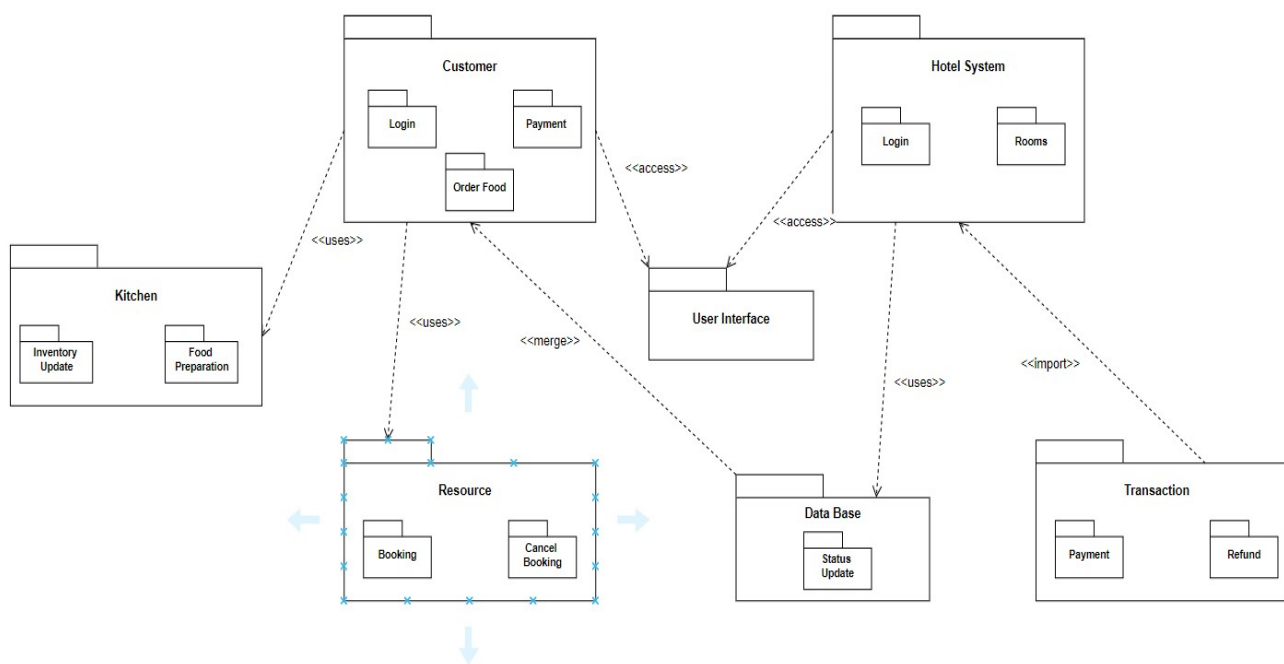 Customer
Login
Payment
Order Food
Hotel System
Login
Rooms
<<access>>
<<access>>
<<uses>>
Kitchen
Inventory
Update
Food
Preparation
User Interface
<<uses>>
<<merge>>
<<uses>>
<<import>>
Resource
Booking
Cancel
Booking
Data Base
Status
Update
Transaction
Payment
Refund